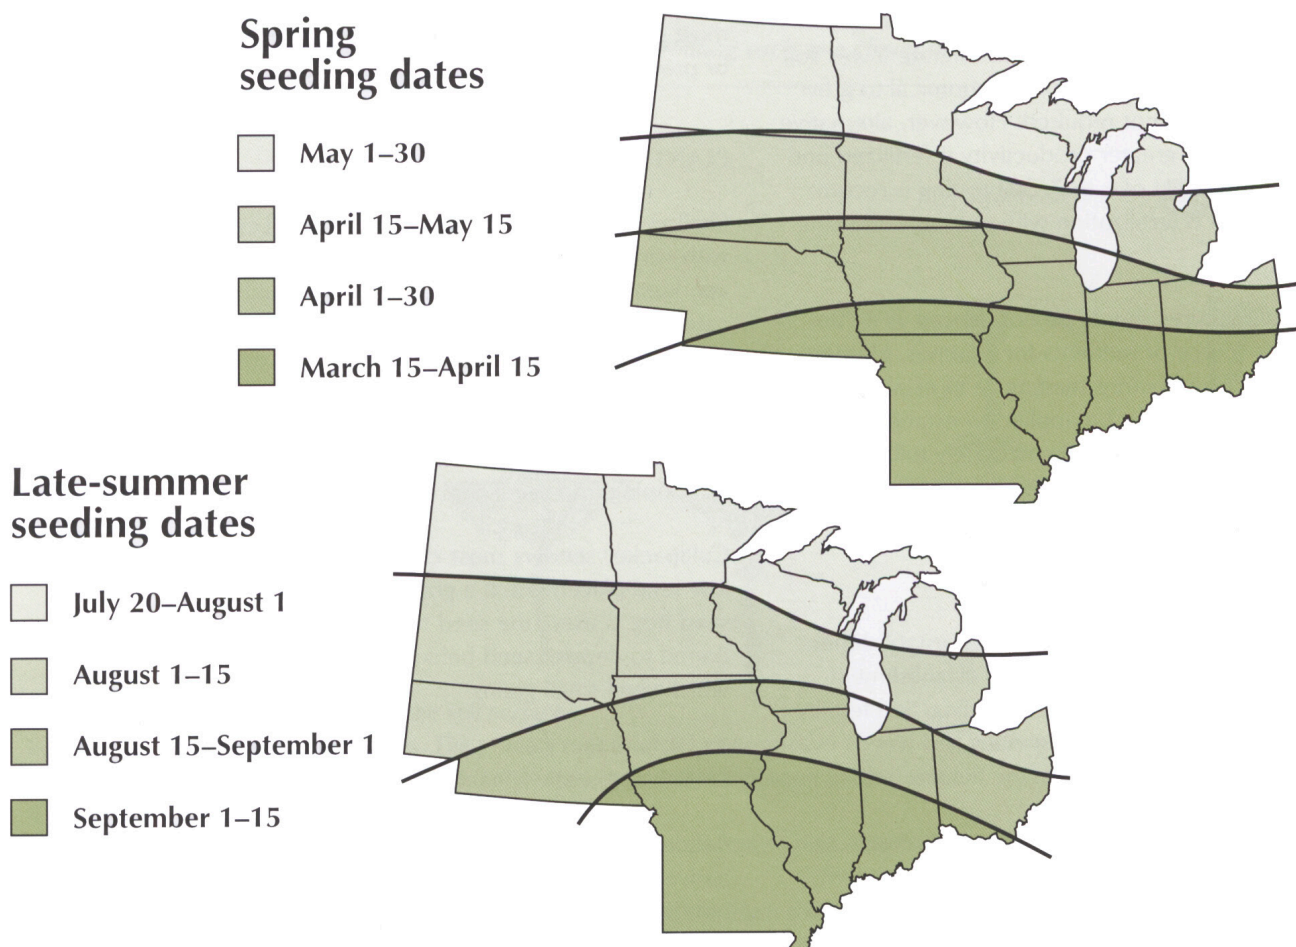 Spring
seeding dates
May 1–30
April 15–May 15
April 1–30
March 15–April 15
Late-summer
seeding dates
July 20–August 1
August 1–15
August 15–September 1
September 1–15